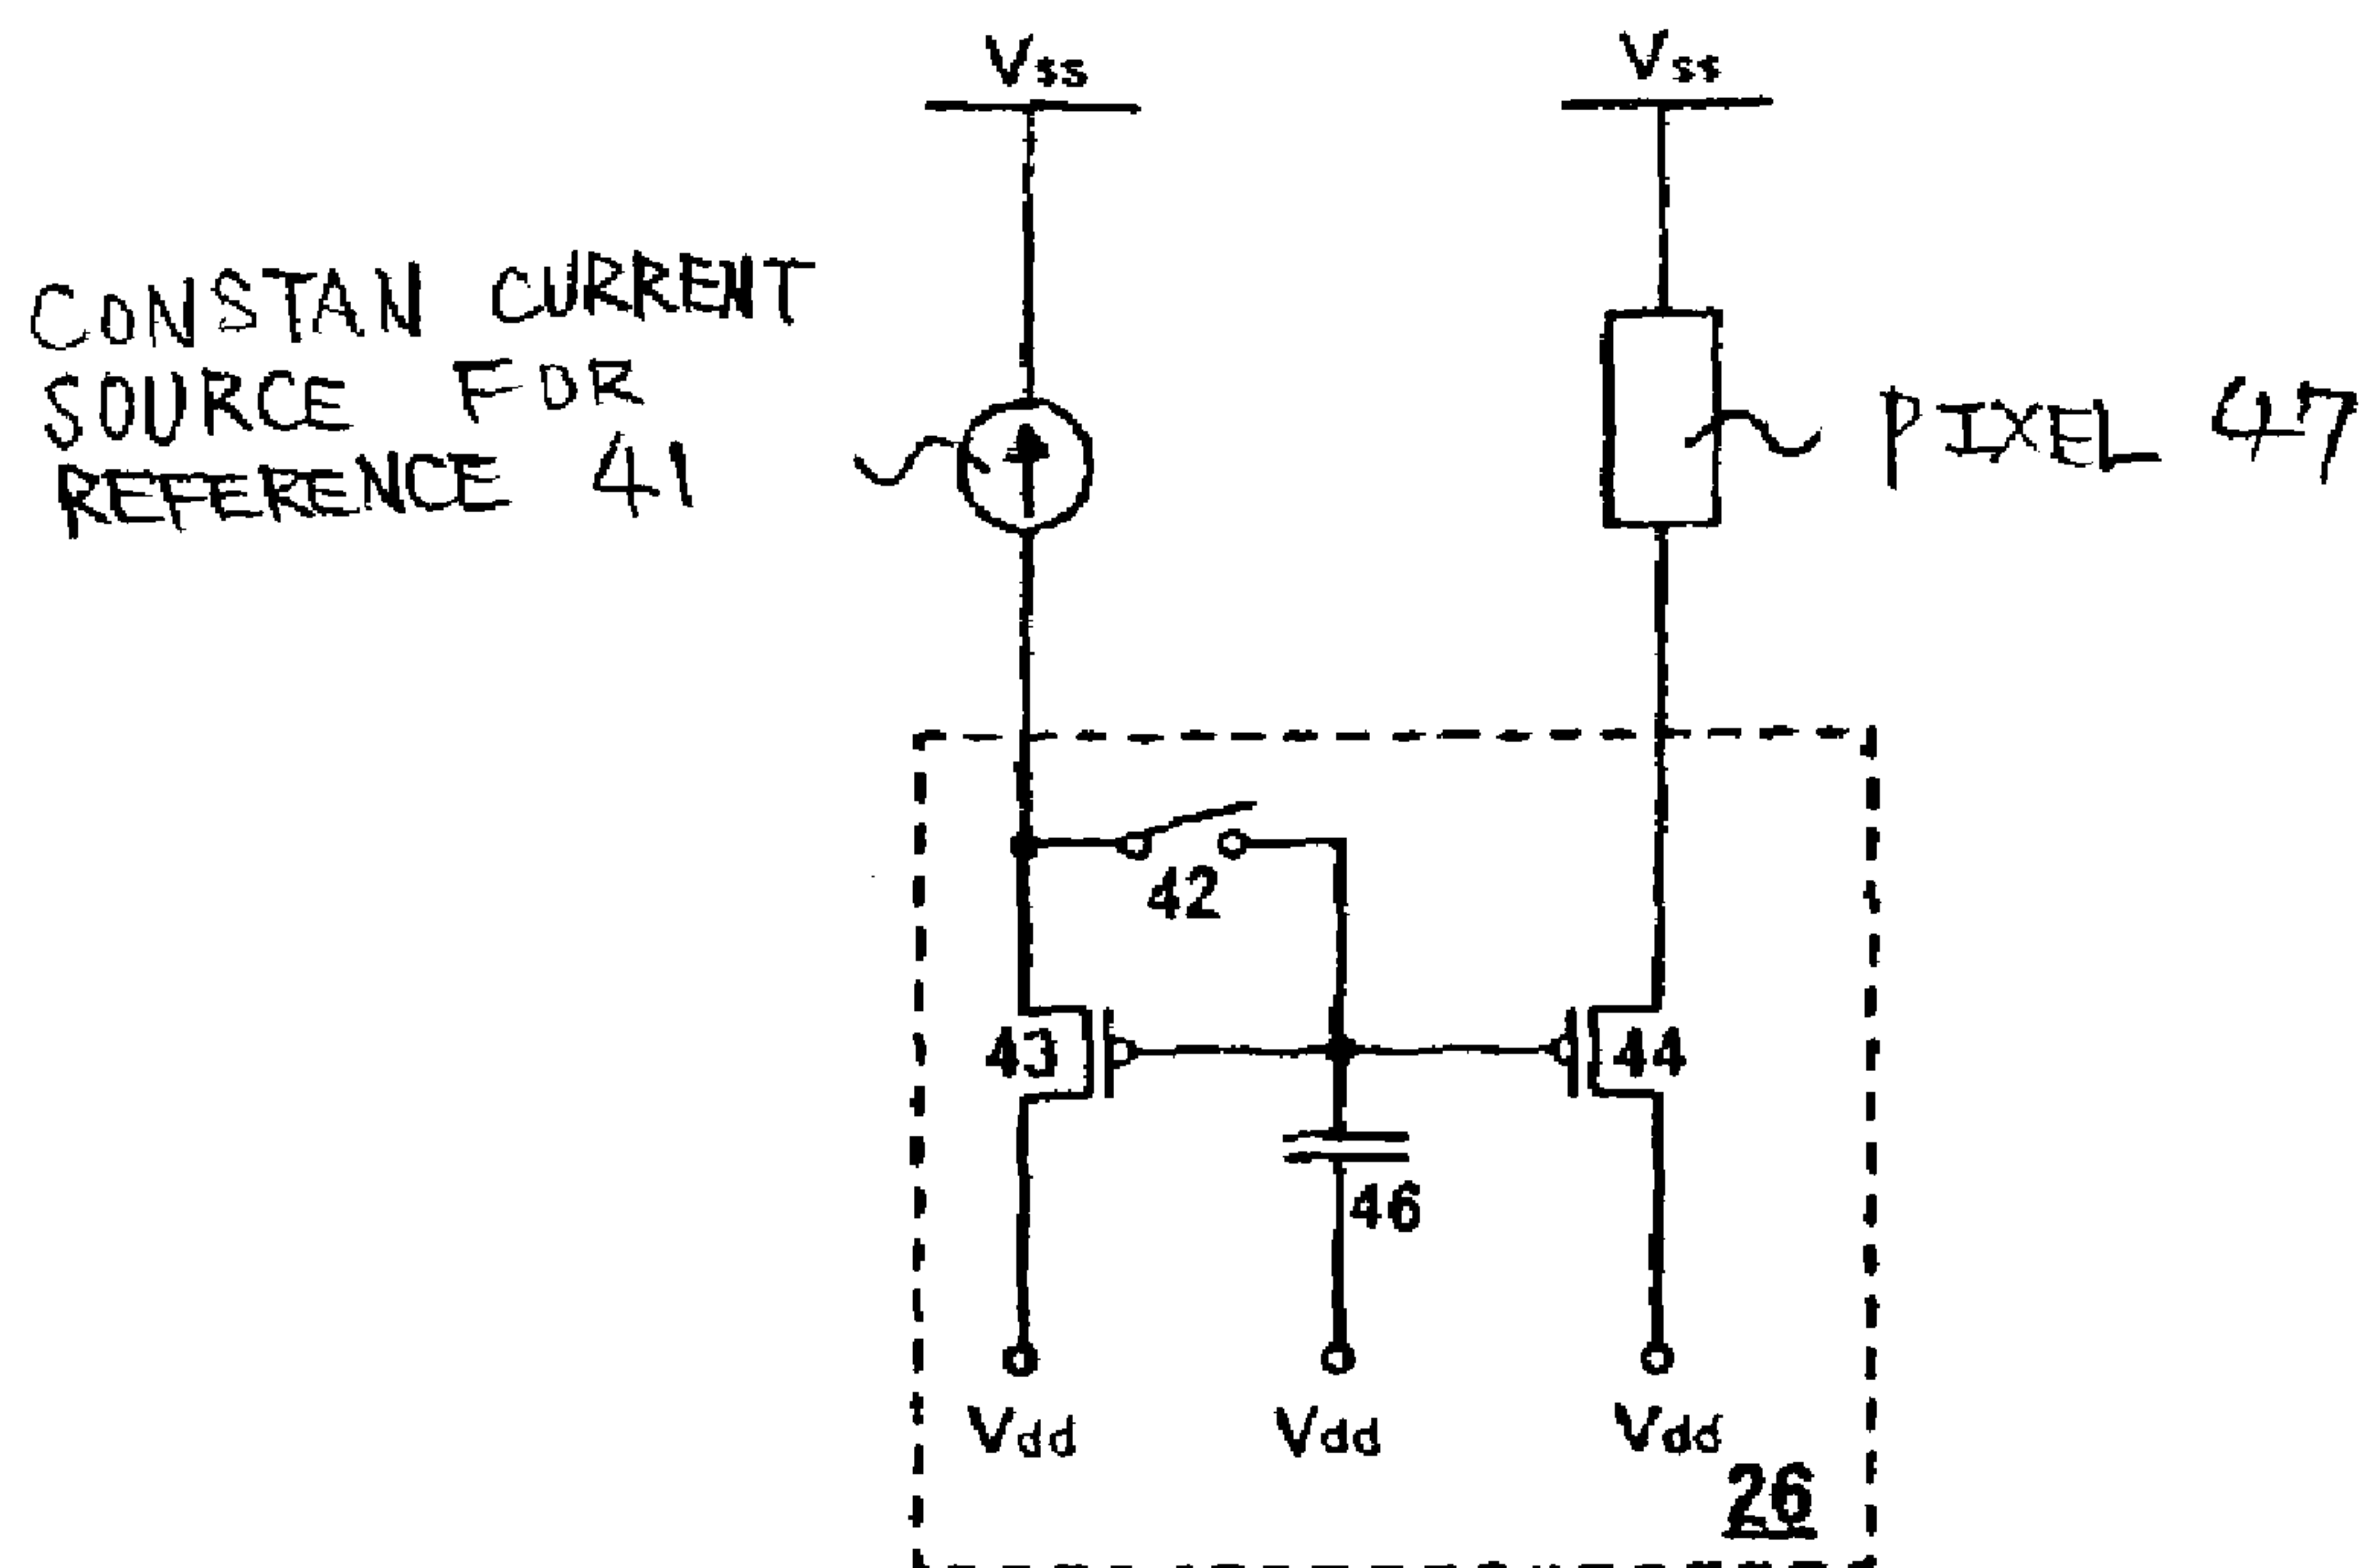 Vss
Vss
CONSTAN CURRENT
SOURCE FOR
REFERENCE 41
PIXEL 47
42
43
44
46
Vdd
Vdd
Vdd
26